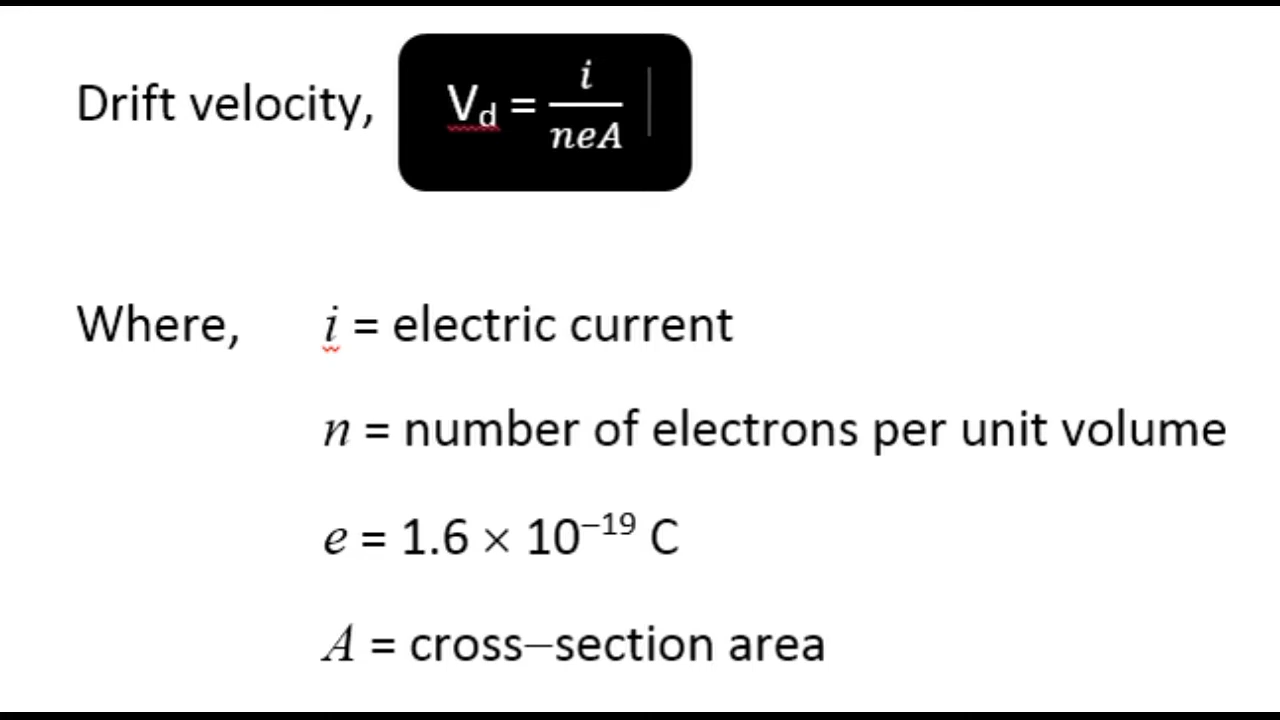 Drift velocity, V_d = i/neA
Where, i = electric current
n = number of electrons per unit volume
e = 1.6 × 10⁻¹⁹ C
A = cross–section area